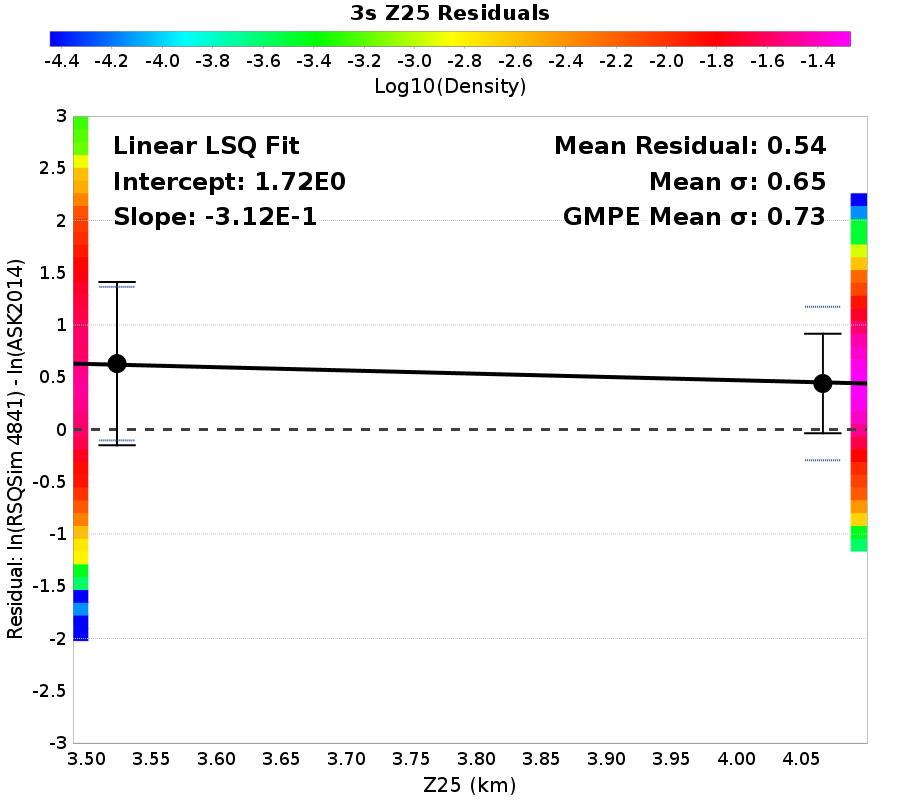 3s Z25 Residuals
-4.4 -4.2 -4.0 -3.8 -3.6 -3.4 -3.2 -3.0 -2.8 -2.6 -2.4 -2.2 -2.0 -1.8 -1.6 -1.4
Log10(Density)
Linear LSQ Fit
Intercept: 1.72E0
Slope: -3.12E-1
Mean Residual: 0.54
Mean σ: 0.65
GMPE Mean σ: 0.73
Residual: ln(RSQSim 4841) - ln(ASK2014)
3
2.5
2
1.5
1
0.5
0
-0.5
-1
-1.5
-2
-2.5
-3
3.50 3.55 3.60 3.65 3.70 3.75 3.80 3.85 3.90 3.95 4.00 4.05
Z25 (km)